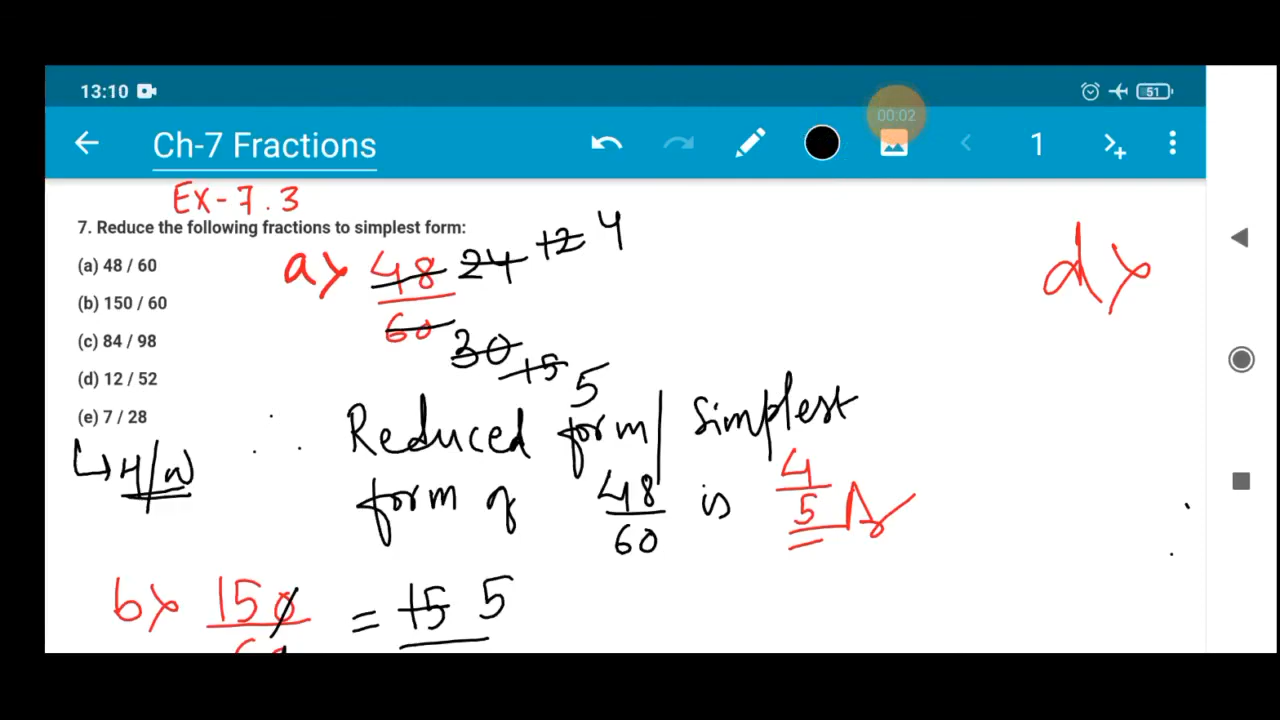 13:10
51
00:02
Ch-7 Fractions
1
EX-7.3
7. Reduce the following fractions to simplest form:
(a) 48 / 60
(b) 150 / 60
(c) 84 / 98
(d) 12 / 52
(e) 7 / 28
↳ H/W
a> 48 24 12 4
60 30 15 5
d>
Reduced form/simplest
form of 48/60 is 4/5 A
b> 150 = 15 5